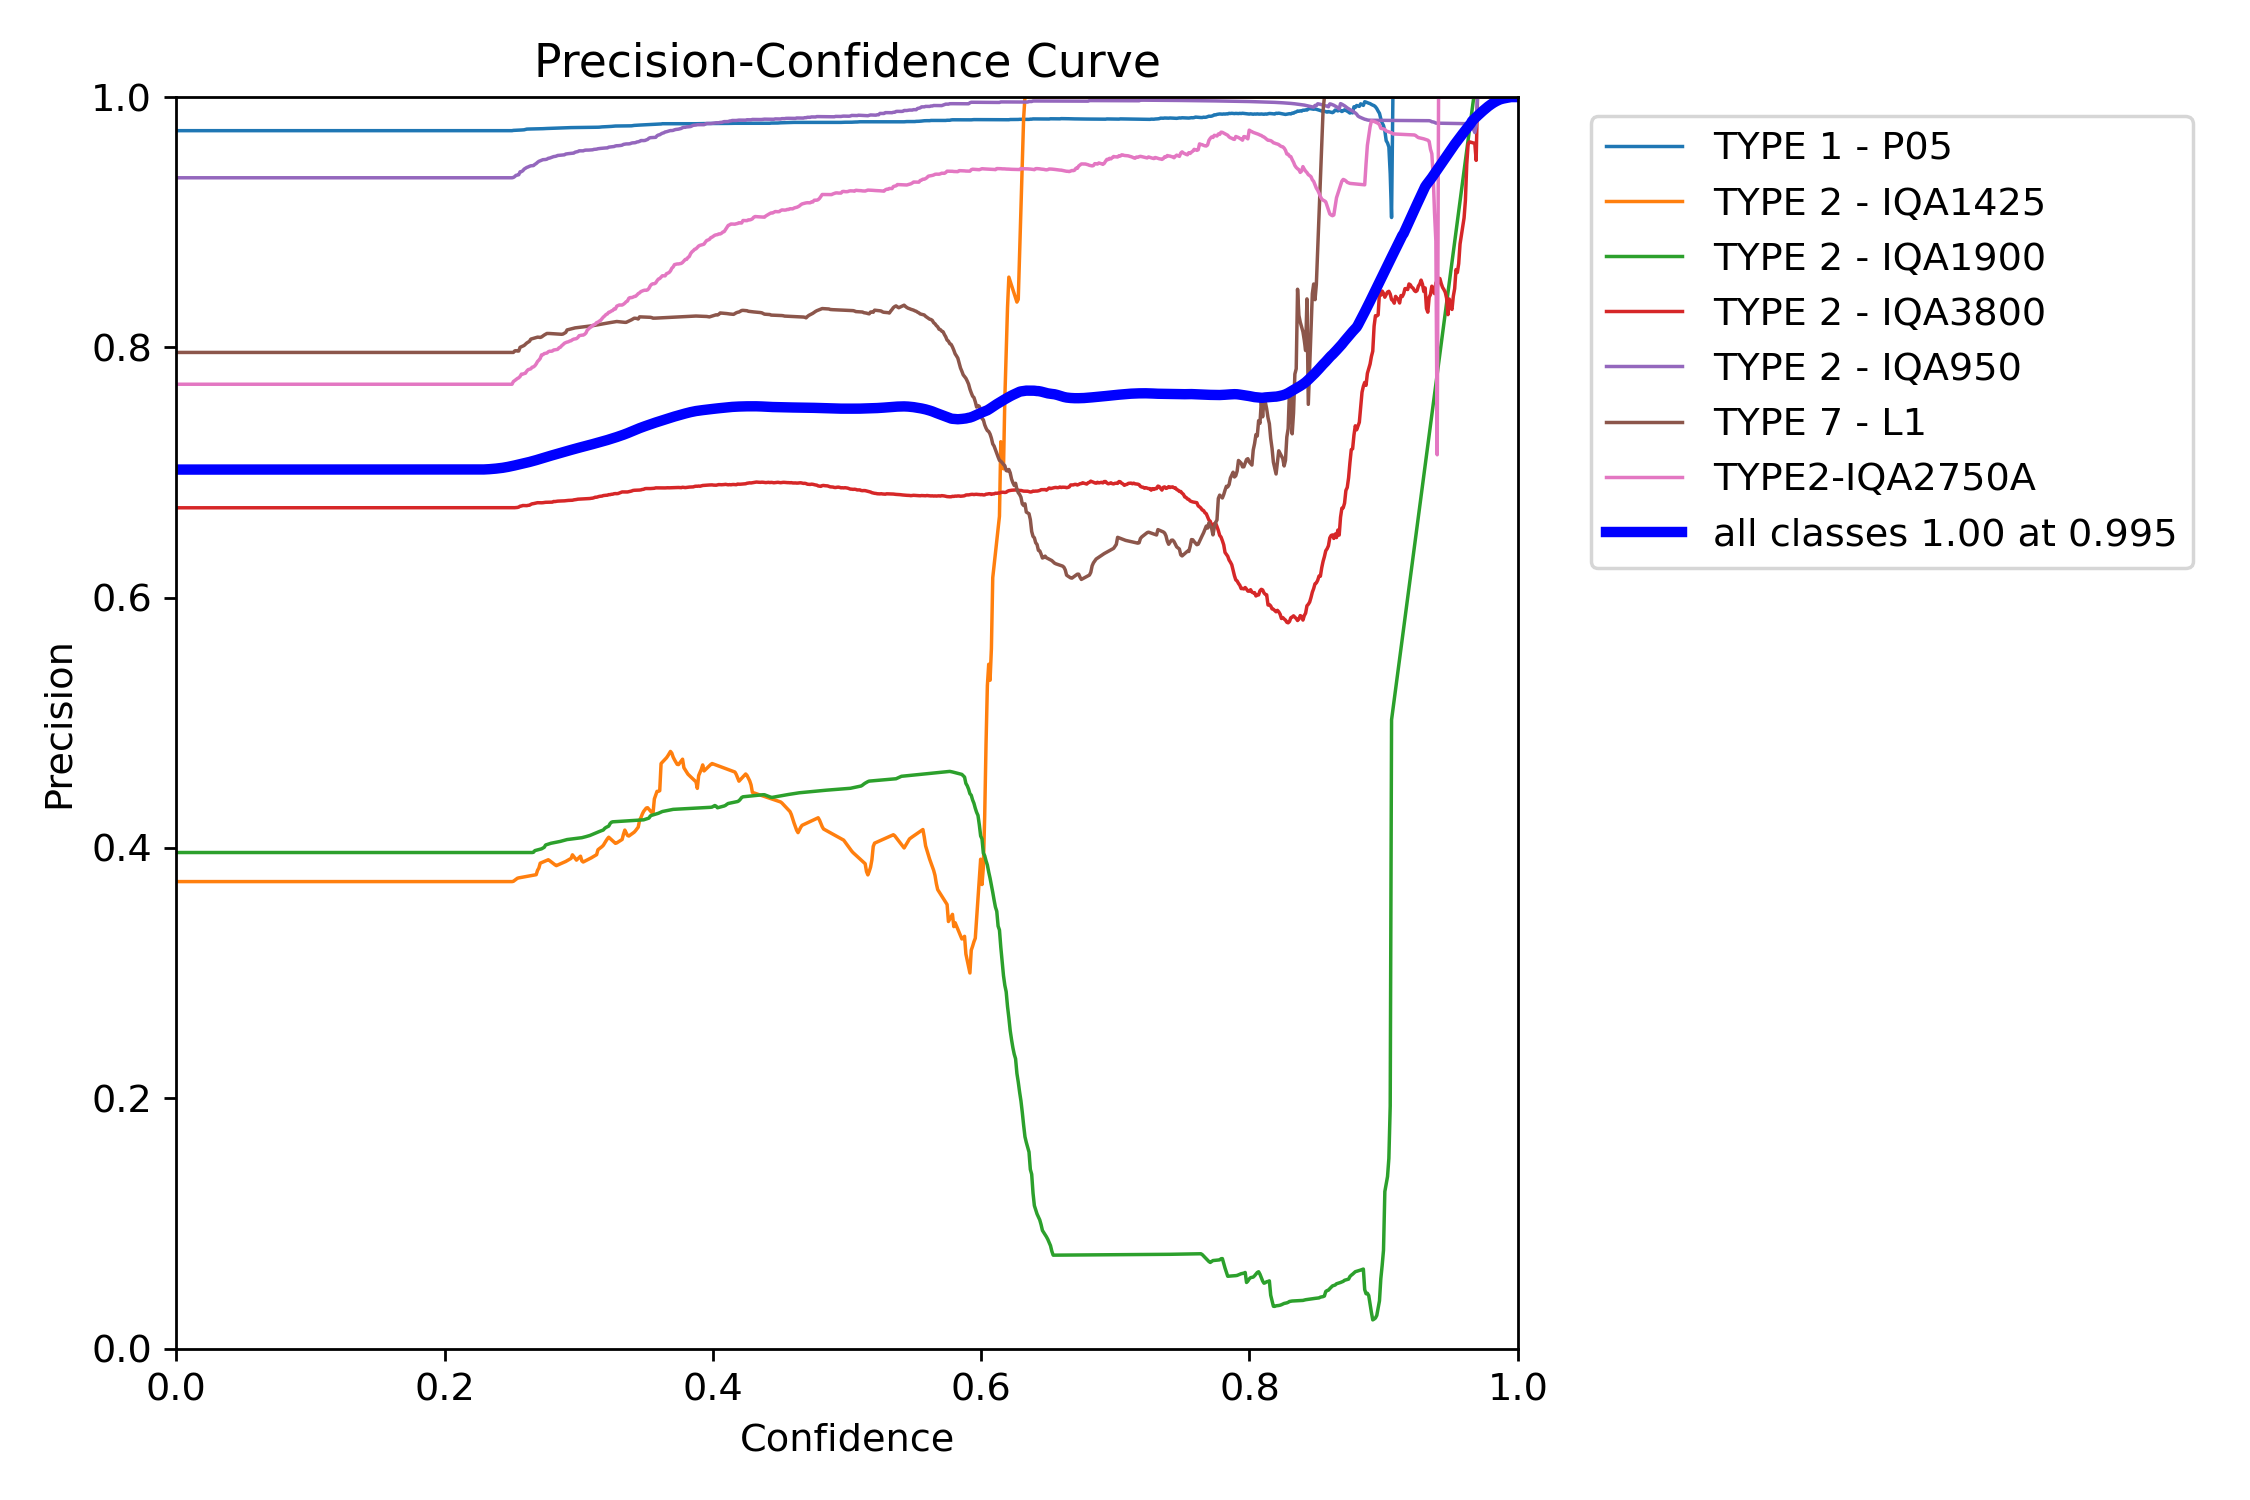 Precision-Confidence Curve
1.0
0.8
0.6
0.4
0.2
0.0
Precision
0.0 0.2 0.4 0.6 0.8 1.0
Confidence
TYPE 1 - P05
TYPE 2 - IQA1425
TYPE 2 - IQA1900
TYPE 2 - IQA3800
TYPE 2 - IQA950
TYPE 7 - L1
TYPE2-IQA2750A
all classes 1.00 at 0.995